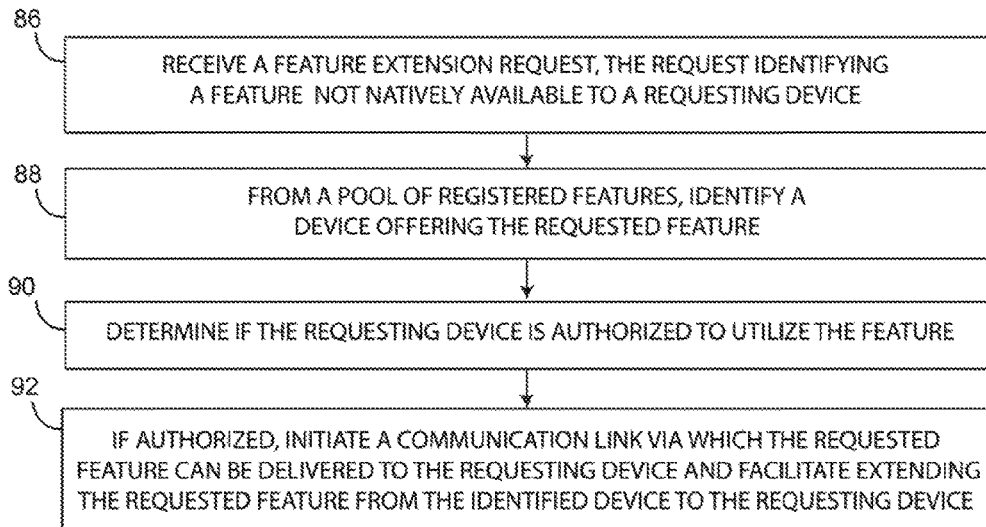 86
RECEIVE A FEATURE EXTENSION REQUEST, THE REQUEST IDENTIFYING
A FEATURE NOT NATIVELY AVAILABLE TO A REQUESTING DEVICE
88
FROM A POOL OF REGISTERED FEATURES, IDENTIFY A
DEVICE OFFERING THE REQUESTED FEATURE
90
DETERMINE IF THE REQUESTING DEVICE IS AUTHORIZED TO UTILIZE THE FEATURE
92
IF AUTHORIZED, INITIATE A COMMUNICATION LINK VIA WHICH THE REQUESTED
FEATURE CAN BE DELIVERED TO THE REQUESTING DEVICE AND FACILITATE EXTENDING
THE REQUESTED FEATURE FROM THE IDENTIFIED DEVICE TO THE REQUESTING DEVICE